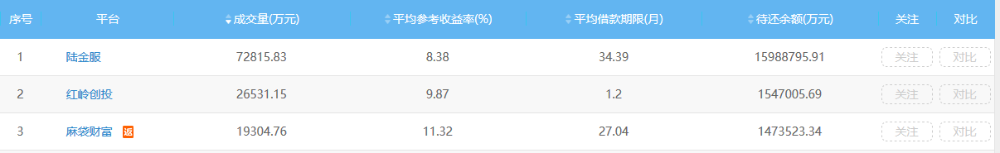 序号 平台 成交量(万元) 平均参考收益率(%) 平均借款期限(月) 待还余额(万元) 关注 对比
1 陆金服 72815.83 8.38 34.39 15988795.91 关注 对比
2 红岭创投 26531.15 9.87 1.2 1547005.69 关注 对比
3 麻袋财富 返 19304.76 11.32 27.04 1473523.34 关注 对比